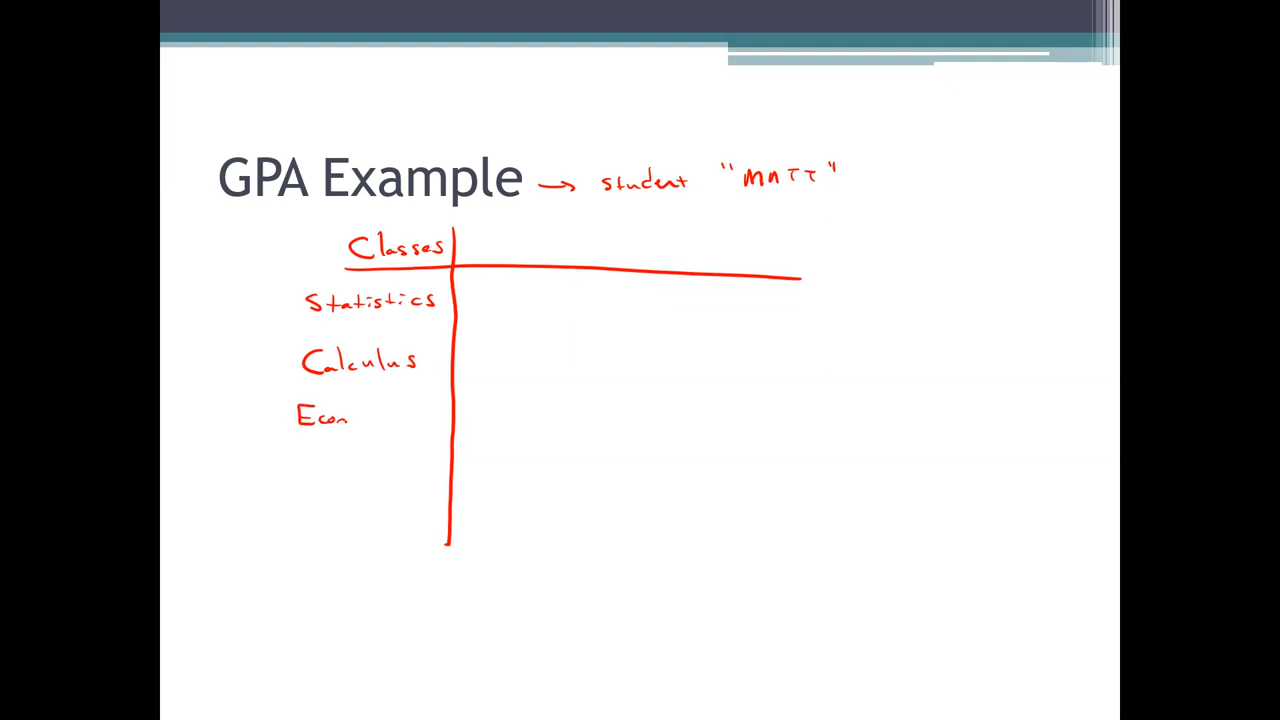 GPA Example → student "MATT"
Classes
Statistics
Calculus
Econ